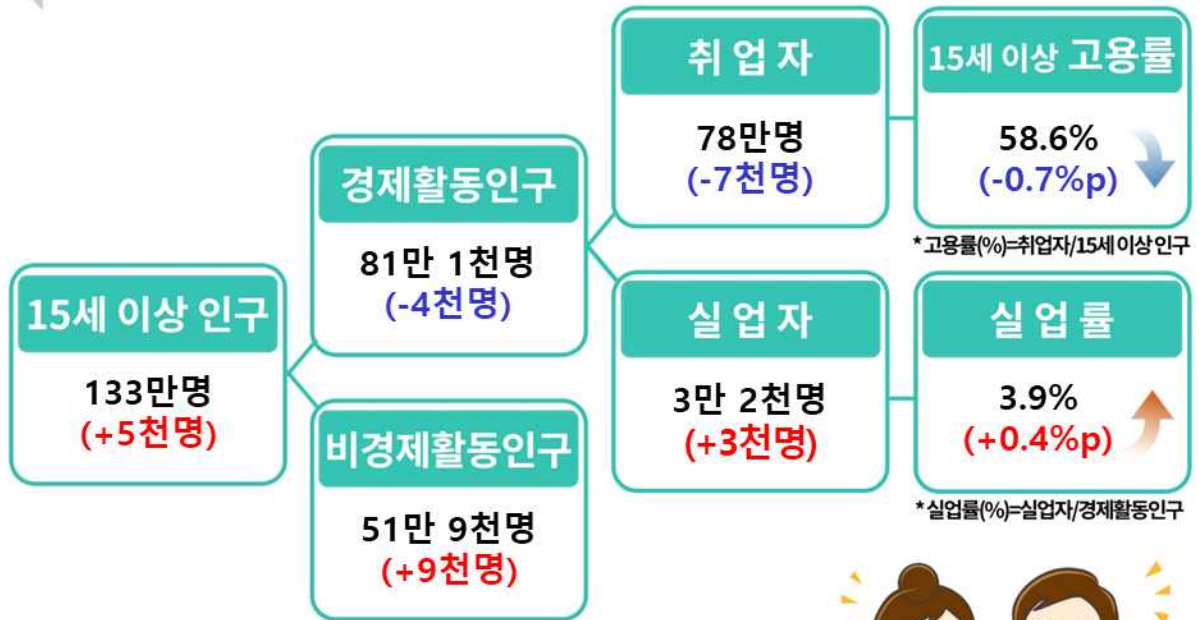 15세 이상 인구
133만명
(+5천명)
경제활동인구
81만 1천명
(-4천명)
비경제활동인구
51만 9천명
(+9천명)
취 업 자
78만명
(-7천명)
15세 이상 고용률
58.6%
(-0.7%p)
*고용률(%)=취업자/15세이상인구
실 업 자
3만 2천명
(+3천명)
실 업 률
3.9%
(+0.4%p)
*실업률(%)=실업자/경제활동인구